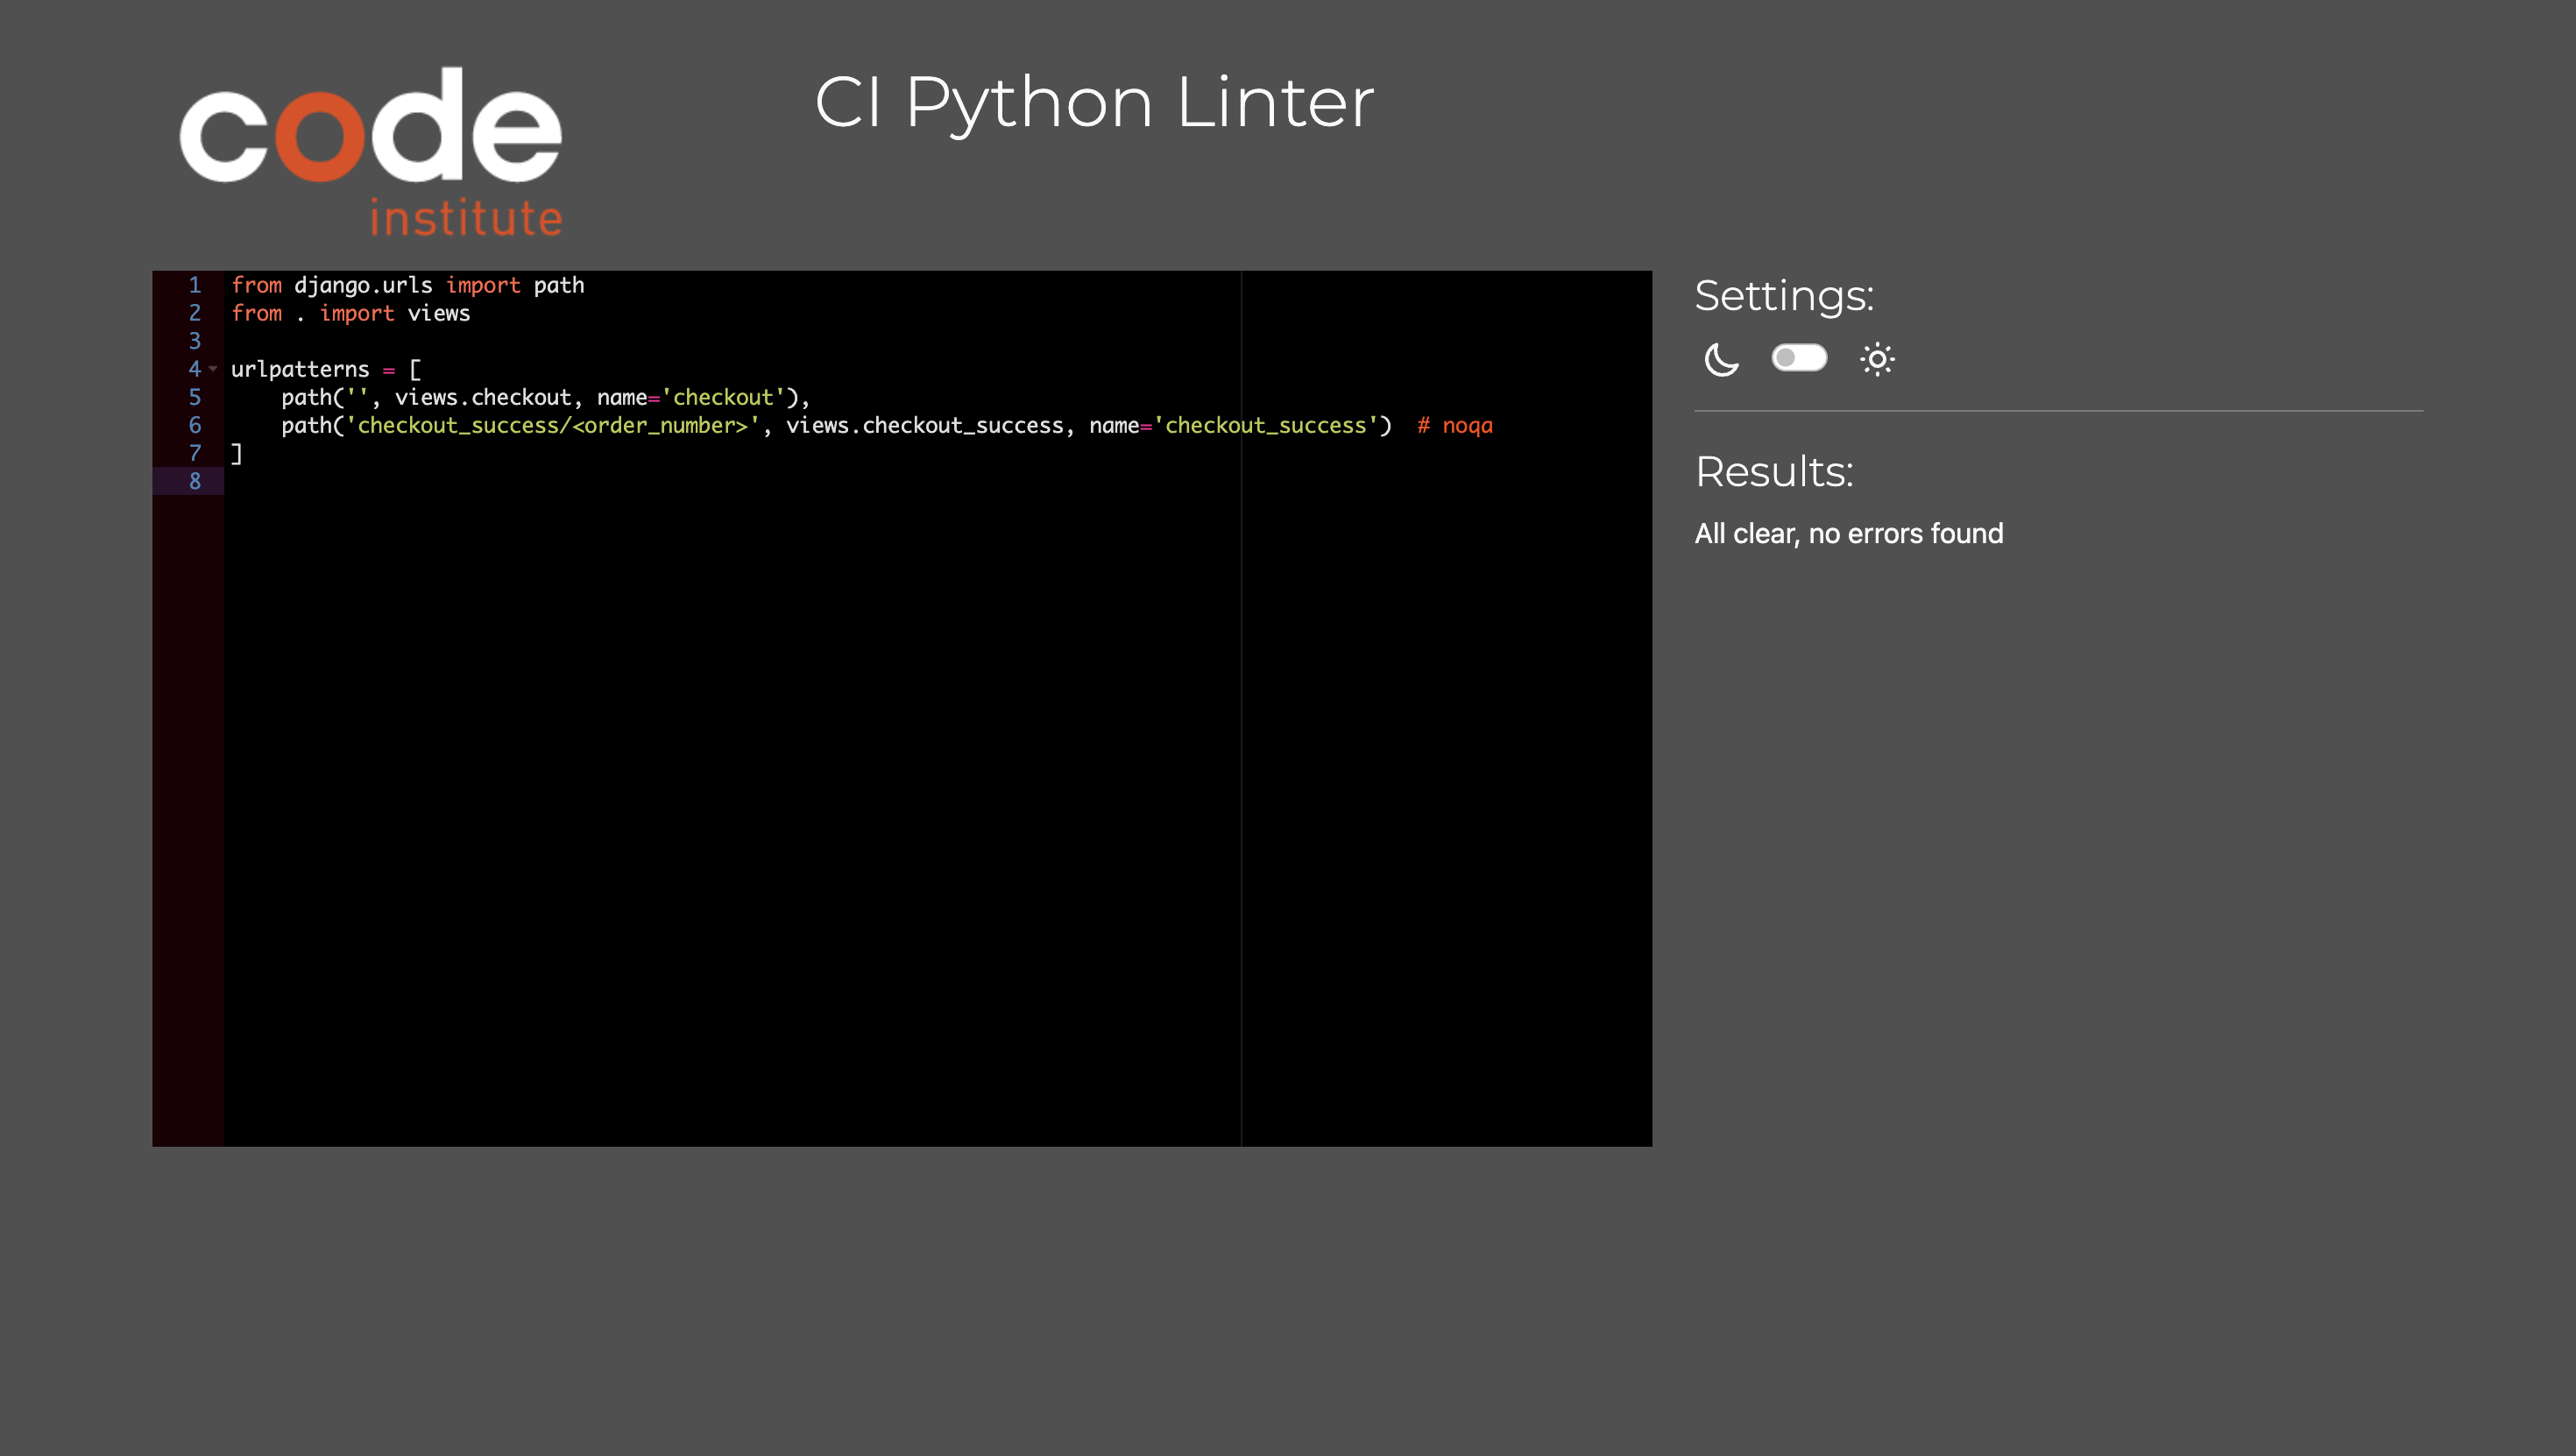 code
institute
CI Python Linter
1 from django.urls import path
2 from . import views
3
4 urlpatterns = [
5     path('', views.checkout, name='checkout'),
6     path('checkout_success/<order_number>', views.checkout_success, name='checkout_success')  # noqa
7 ]
8
Settings:
Results:
All clear, no errors found